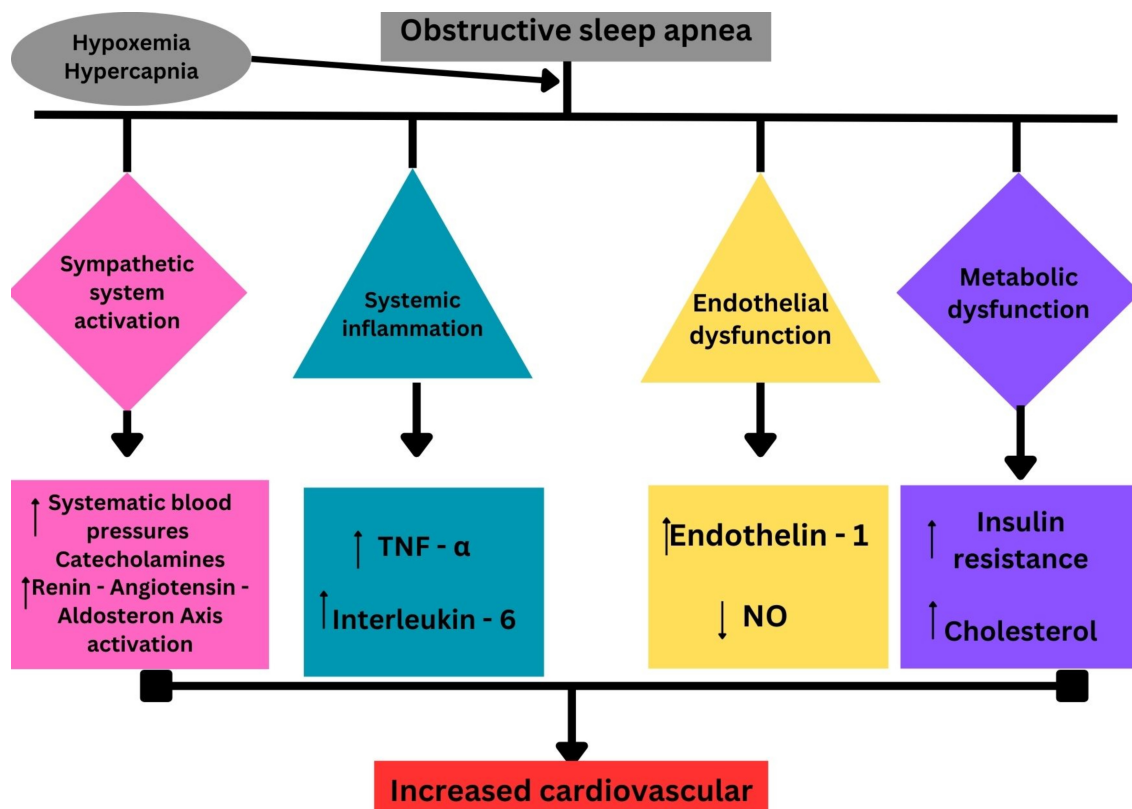 Hypoxemia
Hypercapnia
Obstructive sleep apnea
Sympathetic
system
activation
Systemic
inflammation
Endothelial
dysfunction
Metabolic
dysfunction
↑ Systematic blood
pressures
Catecholamines
↑ Renin - Angiotensin -
Aldosteron Axis
activation
↑ TNF - α
↑ Interleukin - 6
↑ Endothelin - 1
↓ NO
↑ Insulin
resistance
↑ Cholesterol
Increased cardiovascular